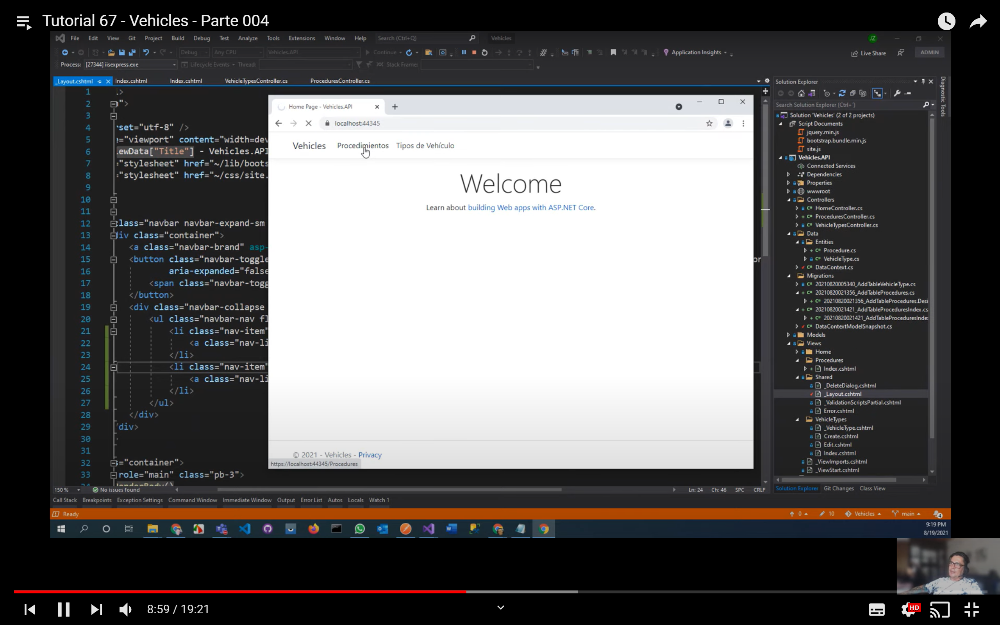 Tutorial 67 - Vehicles - Parte 004
File Edit View Git Project Build Debug Test Analyze Tools Extensions Window Help Search (Ctrl+Q) Vehicles JZ
Debug Any CPU Vehicles.API Continue Application Insights Live Share ADMIN
Process: [27344] iisexpress.exe Lifecycle Events Thread: Stack Frame:
_Layout.cshtml Index.cshtml Index.cshtml VehicleTypesController.cs ProceduresController.cs
1
2 ">
3
4 set="utf-8" />
5 ="viewport" content="width=dev
6 ewData["Title"] - Vehicles.API
7 "stylesheet" href="~/lib/boots
8 "stylesheet" href="~/css/site.
9
10
11
12 class="navbar navbar-expand-sm
13 div class="container">
14 <a class="navbar-brand" asp-
15 <button class="navbar-toggle
16 aria-expanded="false
17 <span class="navbar-togg
18 </button>
19 <div class="navbar-collapse
20 <ul class="navbar-nav fl
21 <li class="nav-item"
22 <a class="nav-li
23 </li>
24 <li class="nav-item"
25 <a class="nav-li
26 </li>
27 </ul>
28 </div>
29 /div>
30
31
32 ="container">
33 role="main" class="pb-3">
or
Home Page - Vehicles.API
localhost:44345
Vehicles Procedimientos Tipos de Vehículo
Welcome
Learn about building Web apps with ASP.NET Core.
© 2021 - Vehicles - Privacy
https://localhost:44345/Procedures
Solution Explorer
Search Solution Explorer (Ctrl+')
Solution 'Vehicles' (2 of 2 projects)
Script Documents
jquery.min.js
bootstrap.bundle.min.js
site.js
Vehicles.API
Connected Services
Dependencies
Properties
wwwroot
Controllers
C# HomeController.cs
C# ProceduresController.cs
C# VehicleTypesController.cs
Data
Entities
C# Procedure.cs
C# VehicleType.cs
C# DataContext.cs
Migrations
C# 20210820005340_AddTableVehicleType.cs
C# 20210820021356_AddTableProcedures.cs
C# 20210820021356_AddTableProcedures.Desi
C# 20210820021421_AddTableProceduresIndex.cs
C# 20210820021421_AddTableProceduresIndex
C# DataContextModelSnapshot.cs
Models
Views
Home
Procedures
Index.cshtml
Shared
_DeleteDialog.cshtml
_Layout.cshtml
_ValidationScriptsPartial.cshtml
Error.cshtml
VehicleTypes
_VehicleType.cshtml
Create.cshtml
Edit.cshtml
Index.cshtml
_ViewImports.cshtml
_ViewStart.cshtml
Solution Explorer Git Changes Class View
Diagnostic Tools
150 % No issues found Ln: 24 Ch: 46 SPC CRLF
Call Stack Breakpoints Exception Settings Command Window Immediate Window Output Error List Autos Locals Watch 1
Ready 0 10 Vehicles main 4
9:19 PM
8/19/2021
8:59 / 19:21 HD